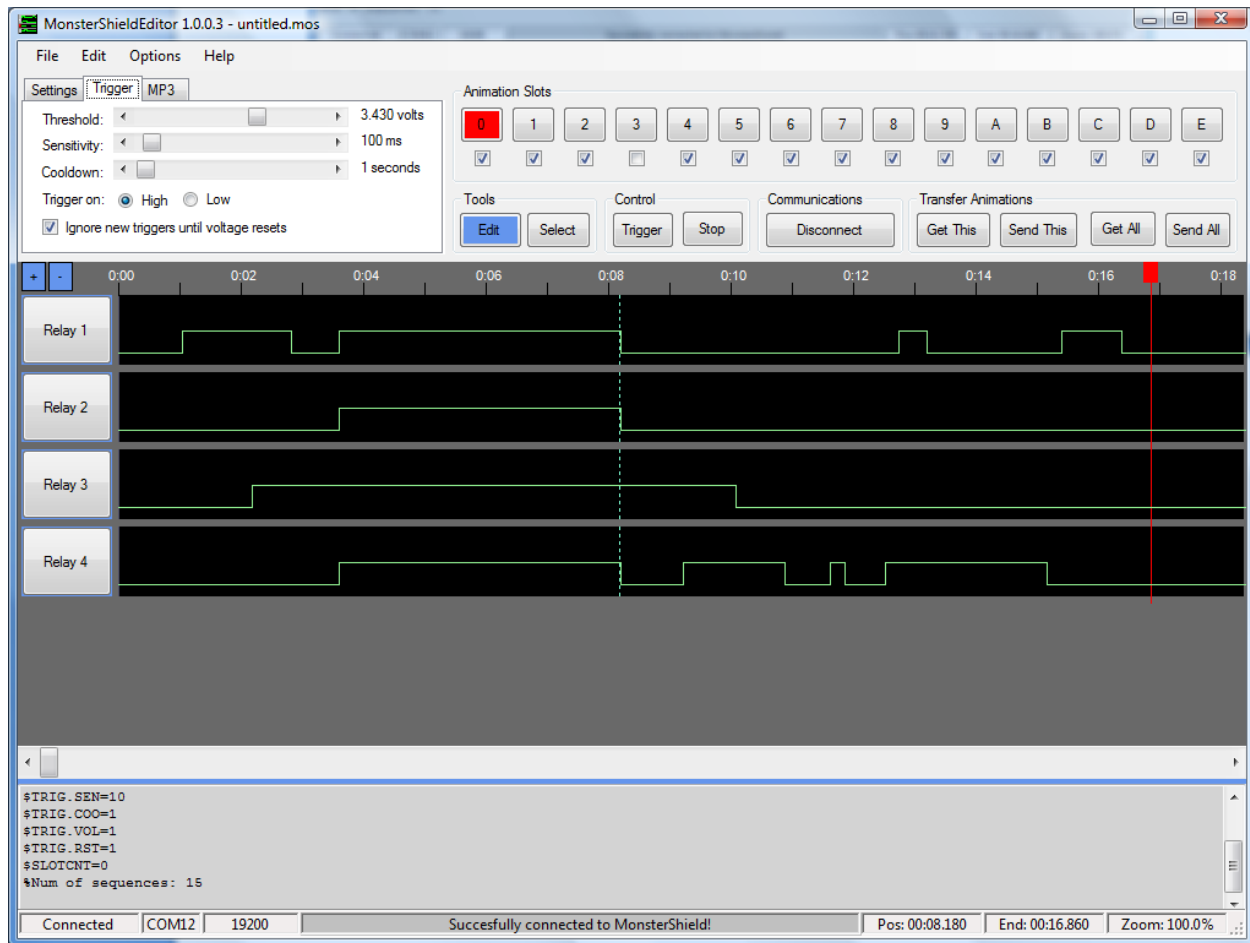 MonsterShieldEditor 1.0.0.3 - untitled.mos
File Edit Options Help
Settings Trigger MP3
Threshold: 3.430 volts
Sensitivity: 100 ms
Cooldown: 1 seconds
Trigger on: High Low
Ignore new triggers until voltage resets
Animation Slots
0 1 2 3 4 5 6 7 8 9 A B C D E
Tools Control Communications Transfer Animations
Edit Select Trigger Stop Disconnect Get This Send This Get All Send All
+ - 0:00 0:02 0:04 0:06 0:08 0:10 0:12 0:14 0:16 0:18
Relay 1
Relay 2
Relay 3
Relay 4
$TRIG.SEN=10
$TRIG.COO=1
$TRIG.VOL=1
$TRIG.RST=1
$SLOTCNT=0
%Num of sequences: 15
Connected COM12 19200 Succesfully connected to MonsterShield! Pos: 00:08.180 End: 00:16.860 Zoom: 100.0%